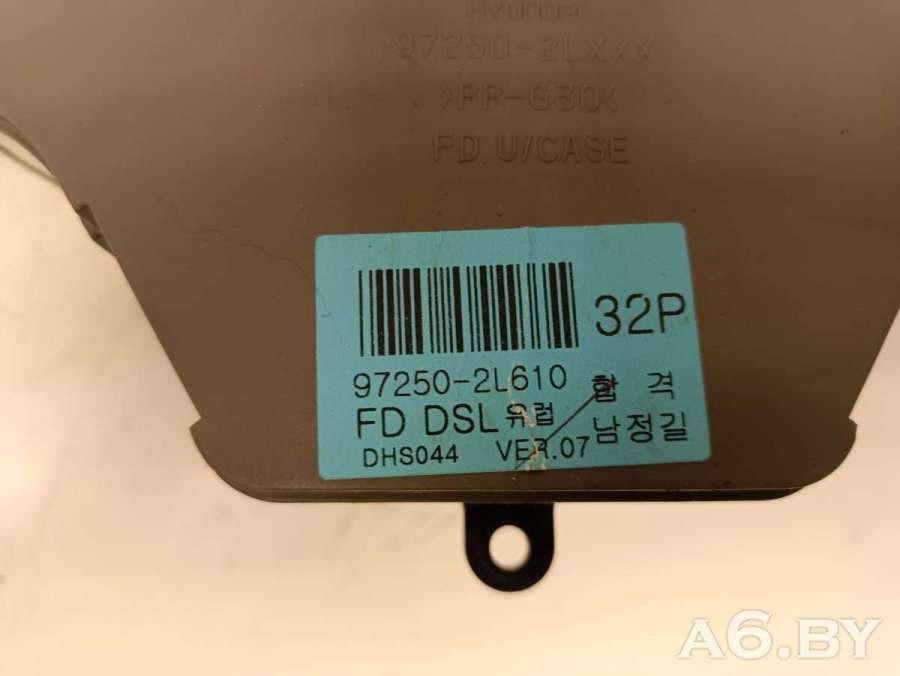 HYUNDAI
97250-2LXXX
>PP-G30<
FD U/CASE
32P
97250-2L610 합 격
FD DSL 유럽 남정길
DHS044 VER.07
A6.BY